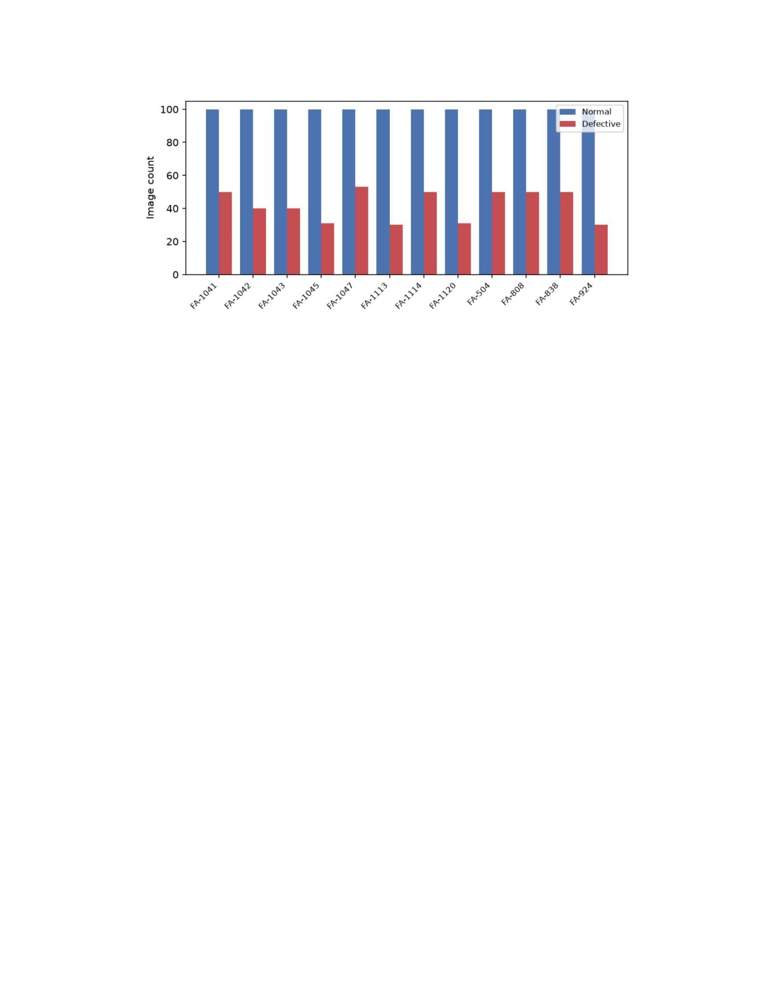 100
80
60
40
20
0
Image count
Normal
Defective
FA-1041
FA-1042
FA-1043
FA-1045
FA-1047
FA-1113
FA-1114
FA-1120
FA-504
FA-808
FA-838
FA-924